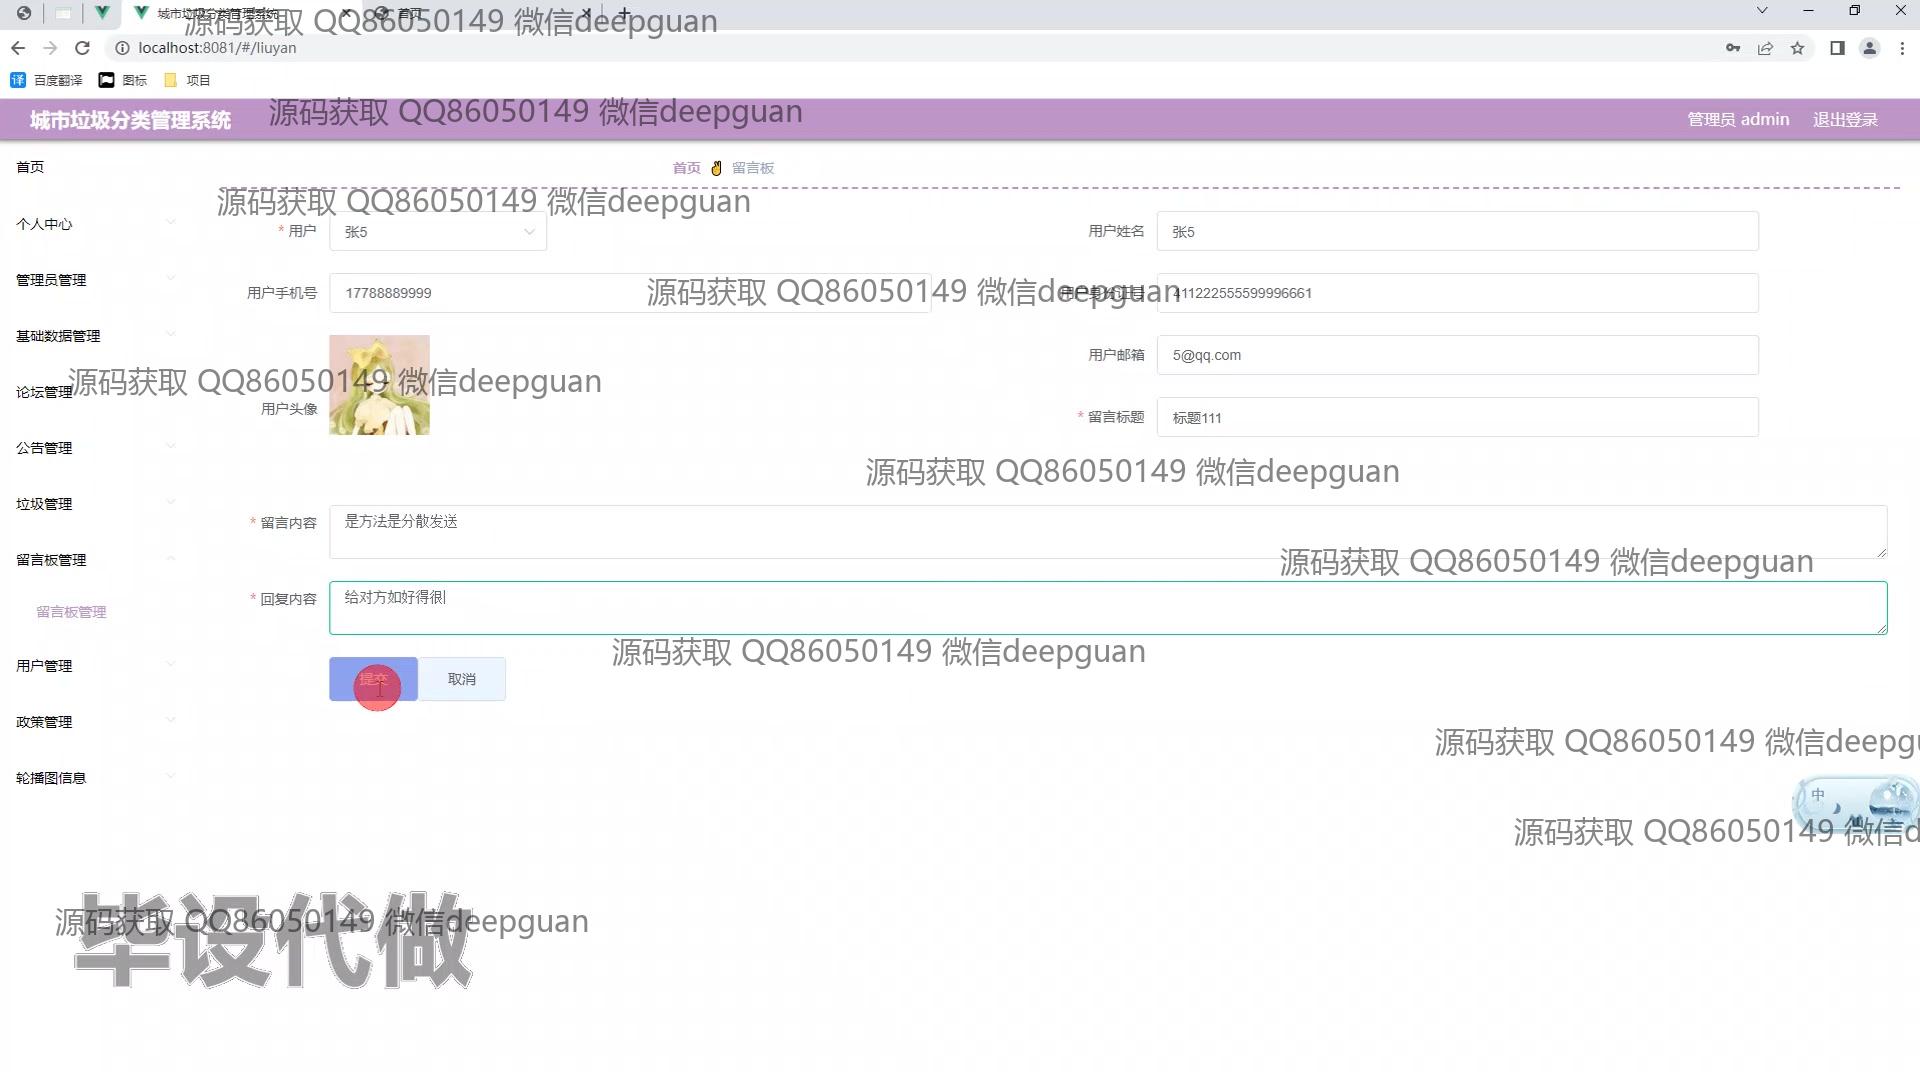 城市垃圾分类管理系统
首页
源码获取 QQ86050149 微信deepguan
localhost:8081/#/liuyan
百度翻译 图标 项目
城市垃圾分类管理系统
源码获取 QQ86050149 微信deepguan
管理员 admin 退出登录
首页
首页 留言板
源码获取 QQ86050149 微信deepguan
个人中心
* 用户 张5
用户姓名 张5
管理员管理
用户手机号 17788889999
源码获取 QQ86050149 微信deepguan
用户身份证号 411222555599996661
基础数据管理
用户邮箱 5@qq.com
论坛管理
源码获取 QQ86050149 微信deepguan
用户头像
* 留言标题 标题111
公告管理
源码获取 QQ86050149 微信deepguan
垃圾管理
* 留言内容 是方法是分散发送
留言板管理
源码获取 QQ86050149 微信deepguan
留言板管理
* 回复内容 给对方如好得很
源码获取 QQ86050149 微信deepguan
用户管理
提交 取消
政策管理
源码获取 QQ86050149 微信deepgu
轮播图信息
中
源码获取 QQ86050149 微信d
源码获取 QQ86050149 微信deepguan
毕设代做